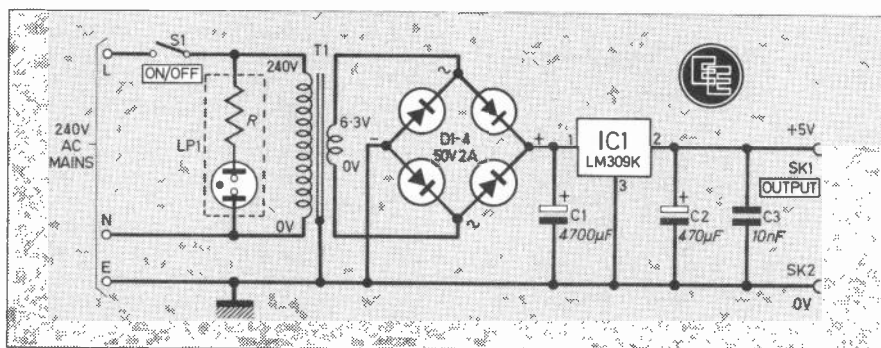 S1
L
ON/OFF
240V
T1
240V
AC
MAINS
LP1
R
6·3V
0V
0V
N
E
~
−
D1-4
50V 2A
+
~
1
IC1
LM309K
2
3
+
C1
4700µF
+
C2
470µF
C3
10nF
+5V
SK1
OUTPUT
SK2
0V
EE